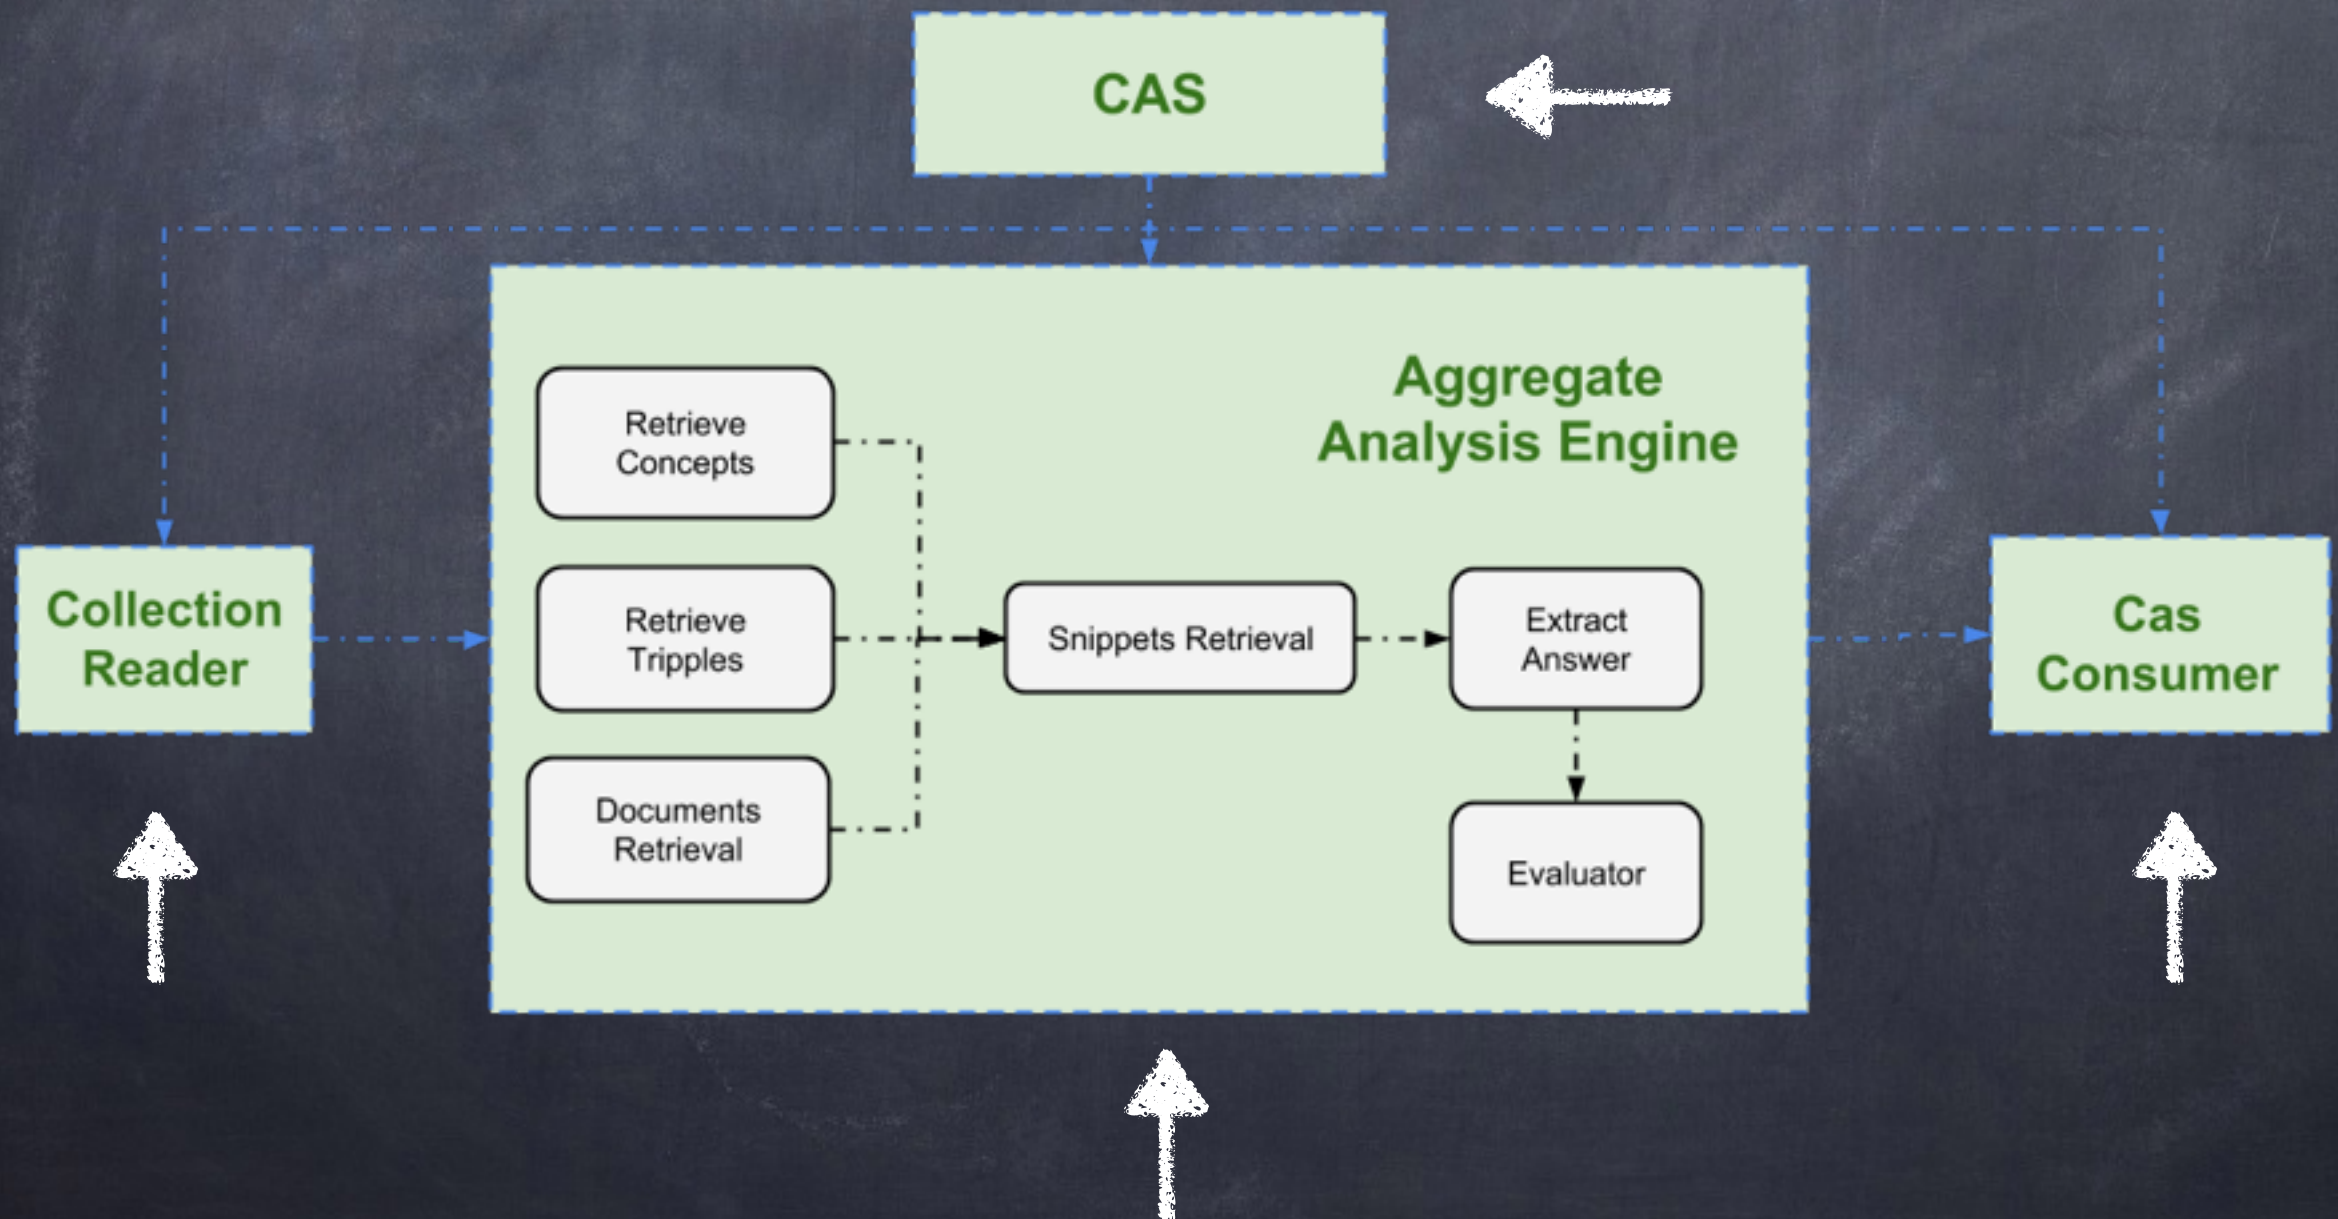 CAS
Aggregate
Analysis Engine
Retrieve
Concepts
Retrieve
Tripples
Documents
Retrieval
Snippets Retrieval
Extract
Answer
Evaluator
Collection
Reader
Cas
Consumer